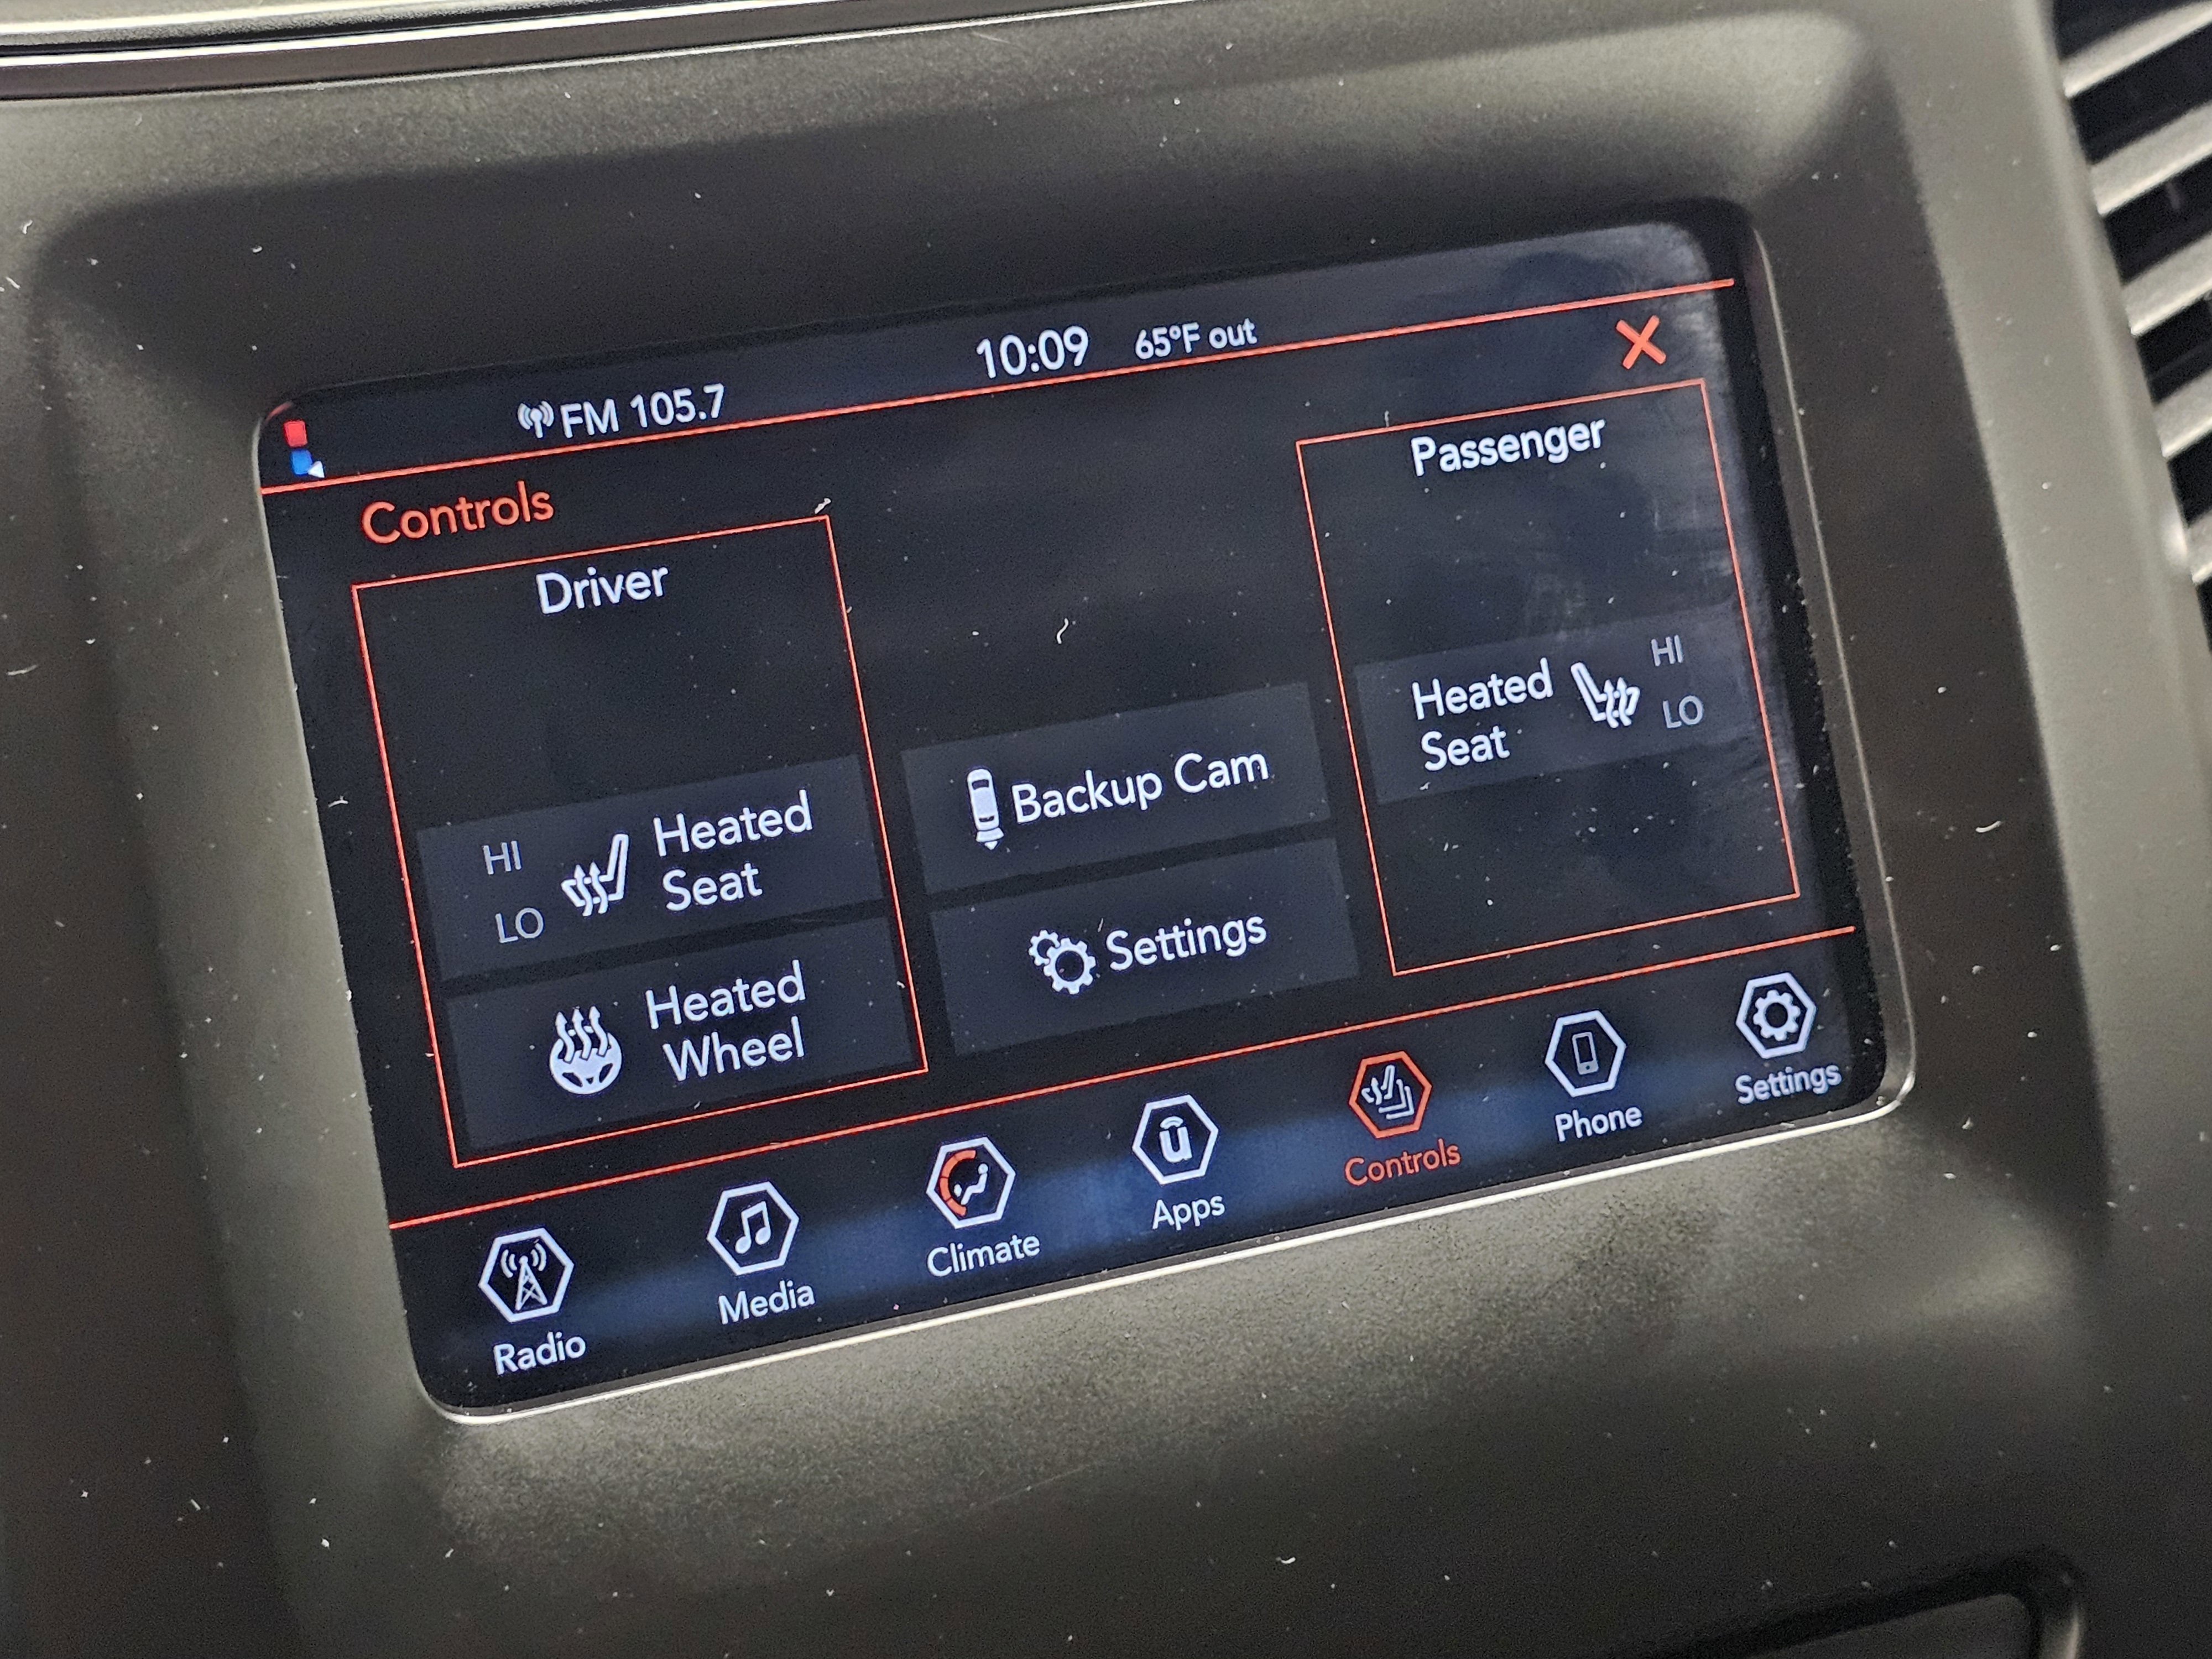 FM 105.7
10:09
65°F out
Controls
Driver
HI
LO
Heated
Seat
Heated
Wheel
Backup Cam
Settings
Passenger
Heated
Seat
HI
LO
Radio
Media
Climate
Apps
Controls
Phone
Settings